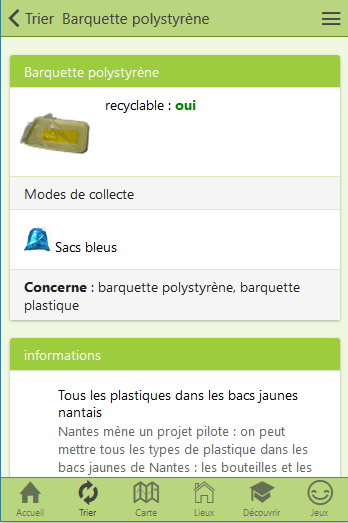 Trier Barquette polystyrène
Barquette polystyrène
recyclable : oui
Modes de collecte
Sacs bleus
Concerne : barquette polystyrène, barquette
plastique
informations
Tous les plastiques dans les bacs jaunes
nantais
Nantes mène un projet pilote : on peut
mettre tous les types de plastique dans les
bacs jaunes de Nantes : les bouteilles et les
Accueil Trier Carte Lieux Découvrir Jeux